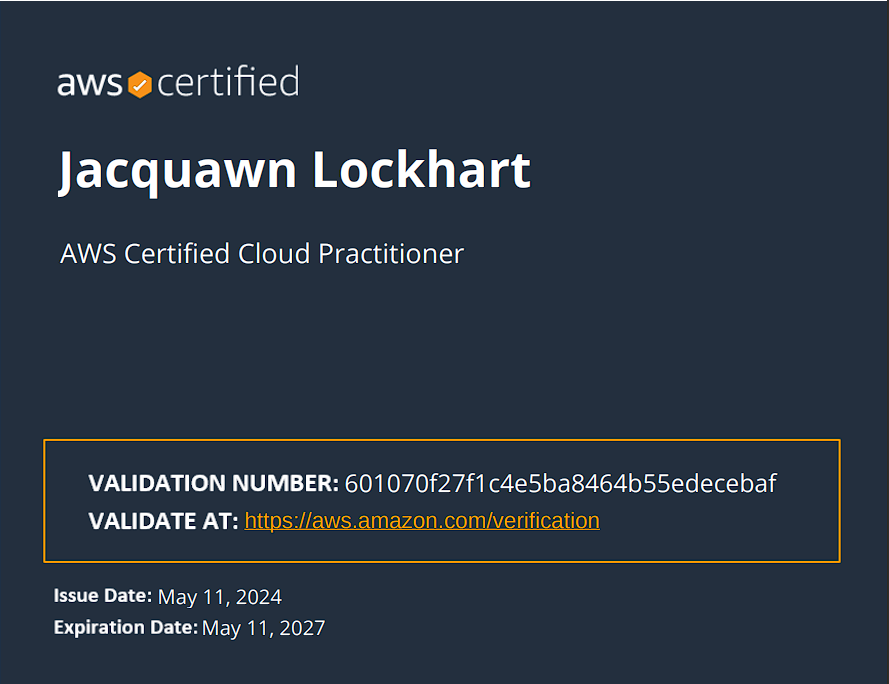 aws certified
Jacquawn Lockhart
AWS Certified Cloud Practitioner
VALIDATION NUMBER: 601070f27f1c4e5ba8464b55edecebaf
VALIDATE AT: https://aws.amazon.com/verification
Issue Date: May 11, 2024
Expiration Date: May 11, 2027